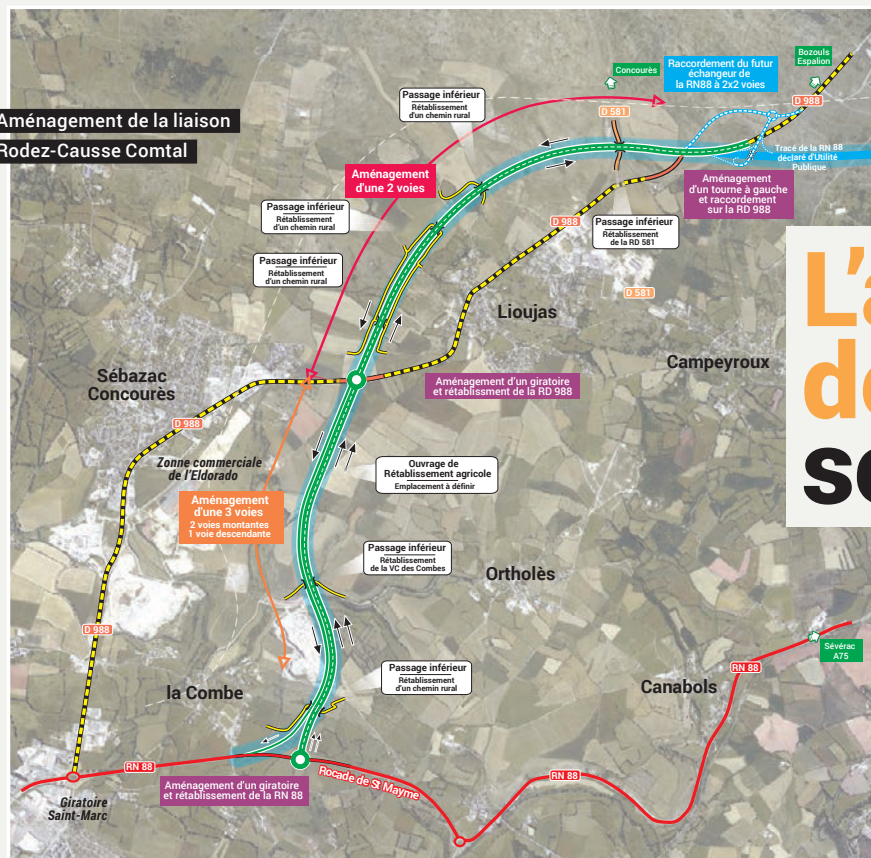 Aménagement de la liaison
Rodez-Causse Comtal
Concourès
Raccordement du futur
échangeur de
la RN88 à 2x2 voies
Bozouls
Espalion
Passage inférieur
Rétablissement
d'un chemin rural
D 581
D 988
Tracé de la RN 88
déclaré d'Utilité
Publique
Aménagement
d'une 2 voies
Aménagement
d'un tourne à gauche
et raccordement
sur la RD 988
Passage inférieur
Rétablissement
d'un chemin rural
D 988
Passage inférieur
Rétablissement
de la RD 581
Passage inférieur
Rétablissement
d'un chemin rural
D 581
L'a
de
so
Lioujas
Campeyroux
Sébazac
Concourès
Aménagement d'un giratoire
et rétablissment de la RD 988
D 988
Zonne commerciale
de l'Eldorado
Ouvrage de
Rétablissement agricole
Emplacement à définir
Aménagement
d'une 3 voies
2 voies montantes
1 voie descendante
Passage inférieur
Rétablissement
de la VC des Combes
Ortholès
D 988
Sévérac
A75
RN 88
Passage inférieur
Rétablissement
d'un chemin rural
la Combe
Canabols
RN 88
Rocade de St Mayme
RN 88
Aménagement d'un giratoire
et rétablissement de la RN 88
Giratoire
Saint-Marc